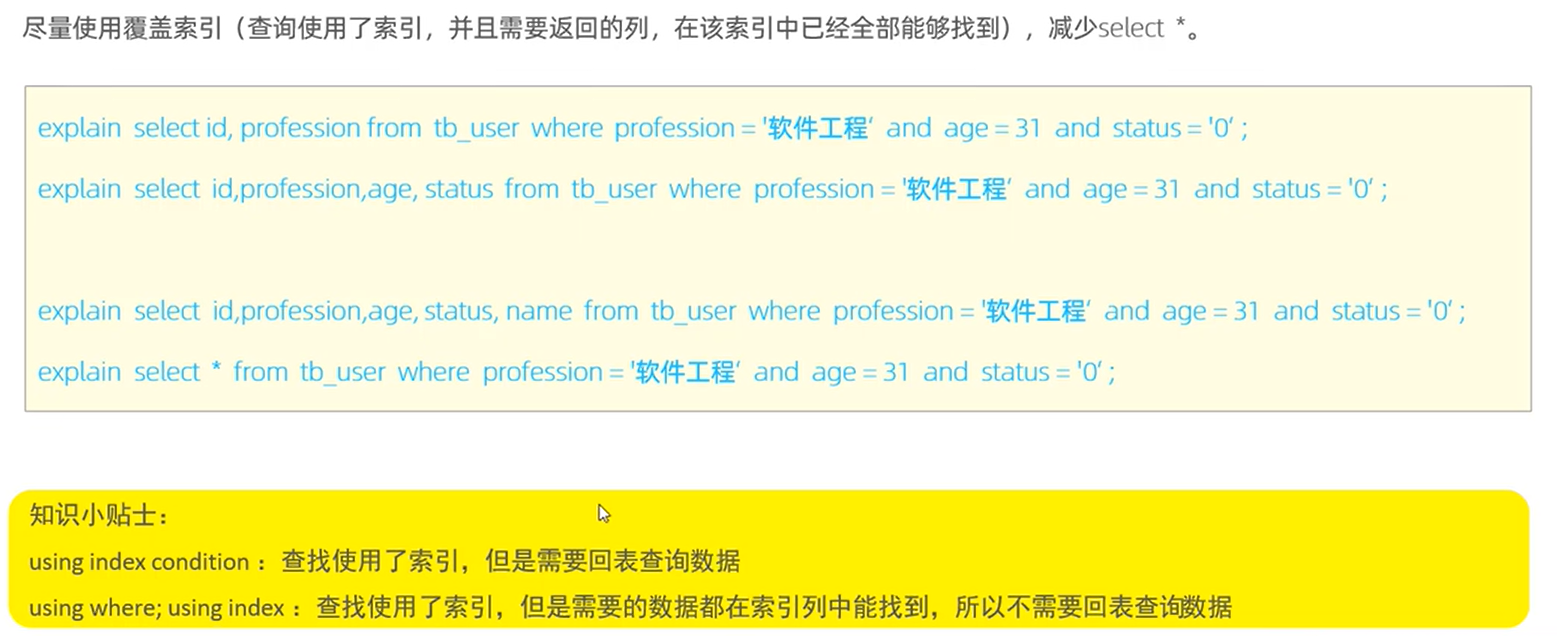 尽量使用覆盖索引（查询使用了索引，并且需要返回的列，在该索引中已经全部能够找到），减少select *。
explain select id, profession from tb_user where profession = '软件工程‘ and age = 31 and status = '0‘ ;
explain select id,profession,age, status from tb_user where profession = '软件工程‘ and age = 31 and status = '0‘ ;
explain select id,profession,age, status, name from tb_user where profession = '软件工程‘ and age = 31 and status = '0‘ ;
explain select * from tb_user where profession = '软件工程‘ and age = 31 and status = '0‘ ;
知识小贴士：
using index condition ：查找使用了索引，但是需要回表查询数据
using where; using index ：查找使用了索引，但是需要的数据都在索引列中能找到，所以不需要回表查询数据